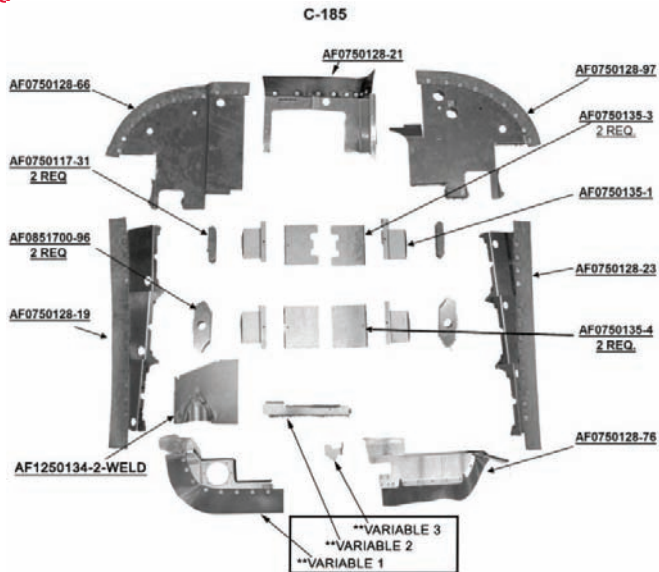 C-185
AF0750128-21
AF0750128-66
AF0750128-97
AF0750135-3
2 REQ.
AF0750117-31
2 REQ
AF0750135-1
AF0851700-96
2 REQ
AF0750128-23
AF0750128-19
AF0750135-4
2 REQ.
AF0750128-76
AF1250134-2-WELD
**VARIABLE 3
**VARIABLE 2
**VARIABLE 1